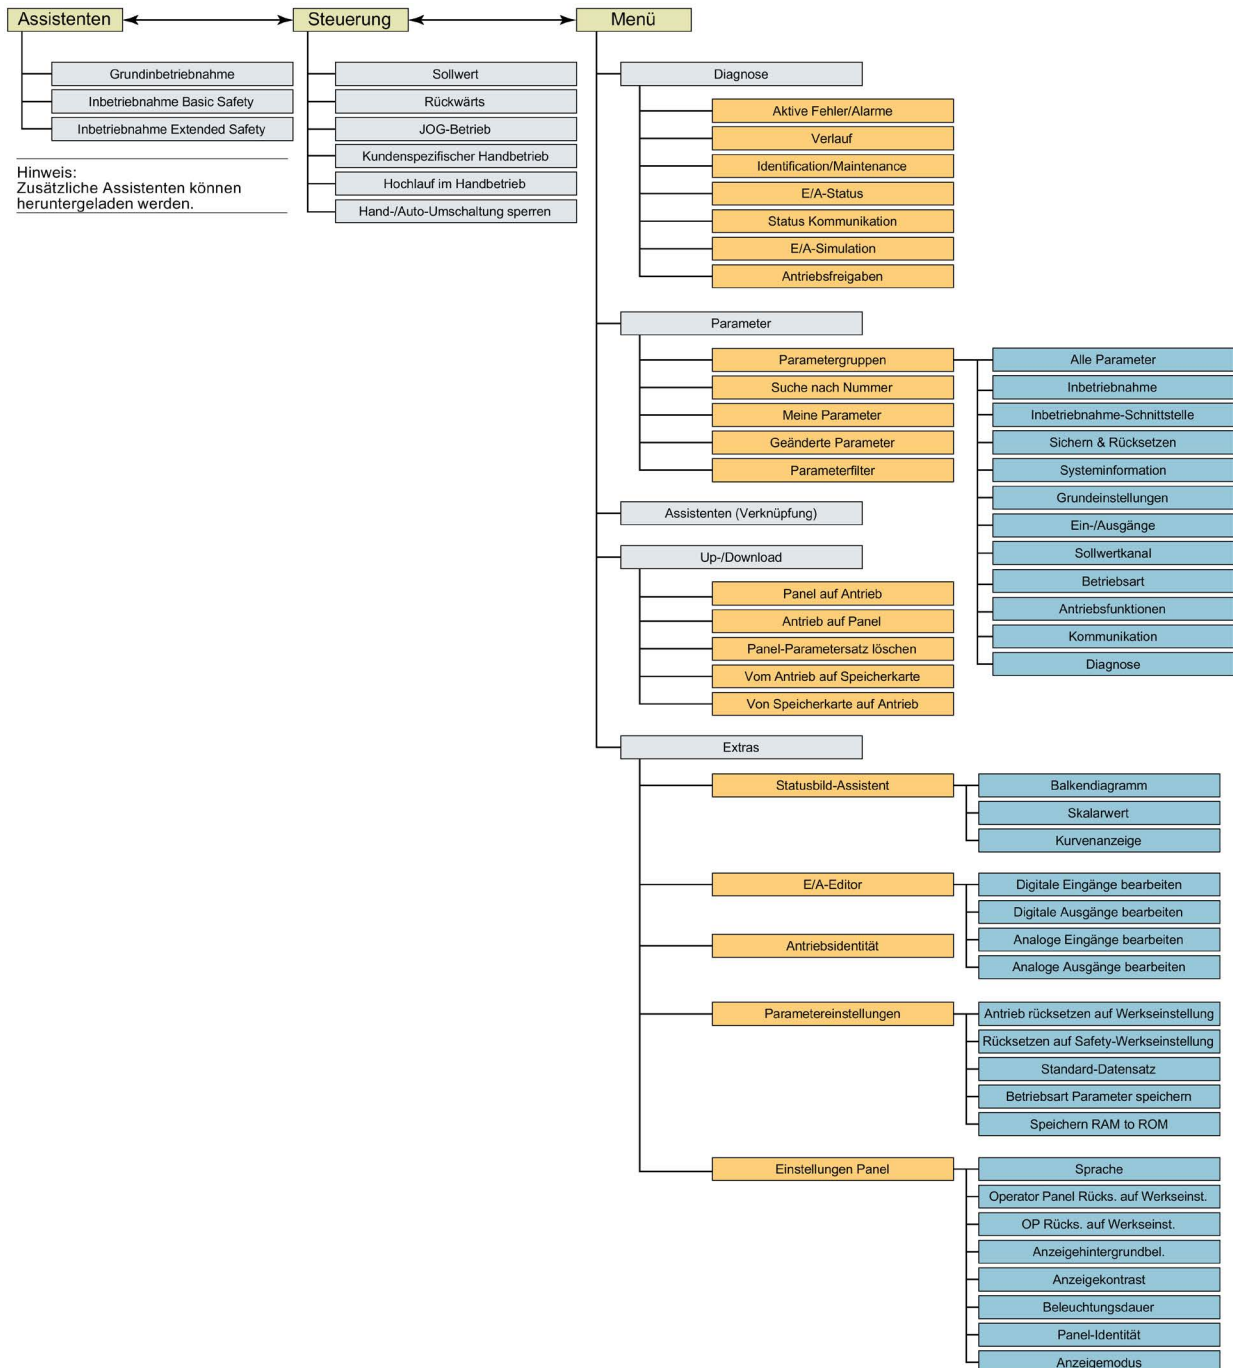 Assistenten
Steuerung
Menü
Grundinbetriebnahme
Inbetriebnahme Basic Safety
Inbetriebnahme Extended Safety
Hinweis:
Zusätzliche Assistenten können
heruntergeladen werden.
Sollwert
Rückwärts
JOG-Betrieb
Kundenspezifischer Handbetrieb
Hochlauf im Handbetrieb
Hand-/Auto-Umschaltung sperren
Diagnose
Aktive Fehler/Alarme
Verlauf
Identification/Maintenance
E/A-Status
Status Kommunikation
E/A-Simulation
Antriebsfreigaben
Parameter
Parametergruppen
Suche nach Nummer
Meine Parameter
Geänderte Parameter
Parameterfilter
Alle Parameter
Inbetriebnahme
Inbetriebnahme-Schnittstelle
Sichern & Rücksetzen
Systeminformation
Grundeinstellungen
Ein-/Ausgänge
Sollwertkanal
Betriebsart
Antriebsfunktionen
Kommunikation
Diagnose
Assistenten (Verknüpfung)
Up-/Download
Panel auf Antrieb
Antrieb auf Panel
Panel-Parametersatz löschen
Vom Antrieb auf Speicherkarte
Von Speicherkarte auf Antrieb
Extras
Statusbild-Assistent
Balkendiagramm
Skalarwert
Kurvenanzeige
E/A-Editor
Digitale Eingänge bearbeiten
Digitale Ausgänge bearbeiten
Analoge Eingänge bearbeiten
Analoge Ausgänge bearbeiten
Antriebsidentität
Parametereinstellungen
Antrieb rücksetzen auf Werkseinstellung
Rücksetzen auf Safety-Werkseinstellung
Standard-Datensatz
Betriebsart Parameter speichern
Speichern RAM to ROM
Einstellungen Panel
Sprache
Operator Panel Rücks. auf Werkseinst.
OP Rücks. auf Werkseinst.
Anzeigehintergrundbel.
Anzeigekontrast
Beleuchtungsdauer
Panel-Identität
Anzeigemodus